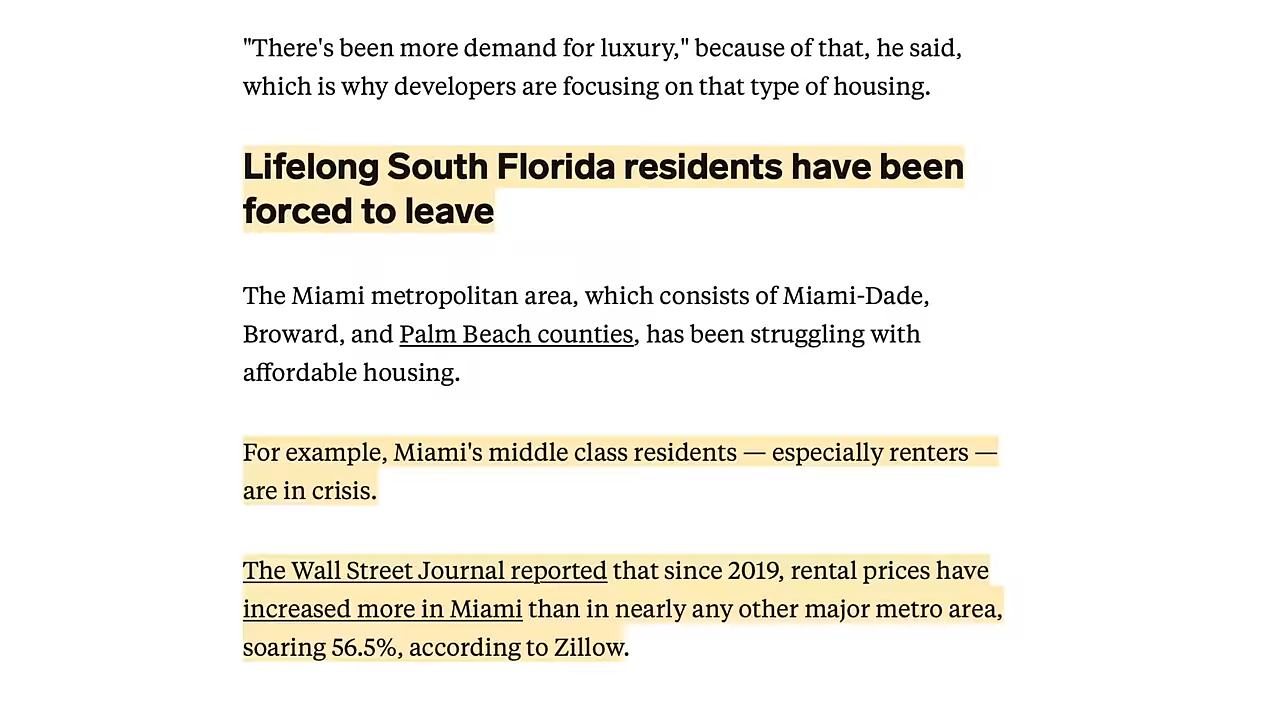 "There's been more demand for luxury," because of that, he said,
which is why developers are focusing on that type of housing.
Lifelong South Florida residents have been
forced to leave
The Miami metropolitan area, which consists of Miami-Dade,
Broward, and Palm Beach counties, has been struggling with
affordable housing.
For example, Miami's middle class residents — especially renters —
are in crisis.
The Wall Street Journal reported that since 2019, rental prices have
increased more in Miami than in nearly any other major metro area,
soaring 56.5%, according to Zillow.